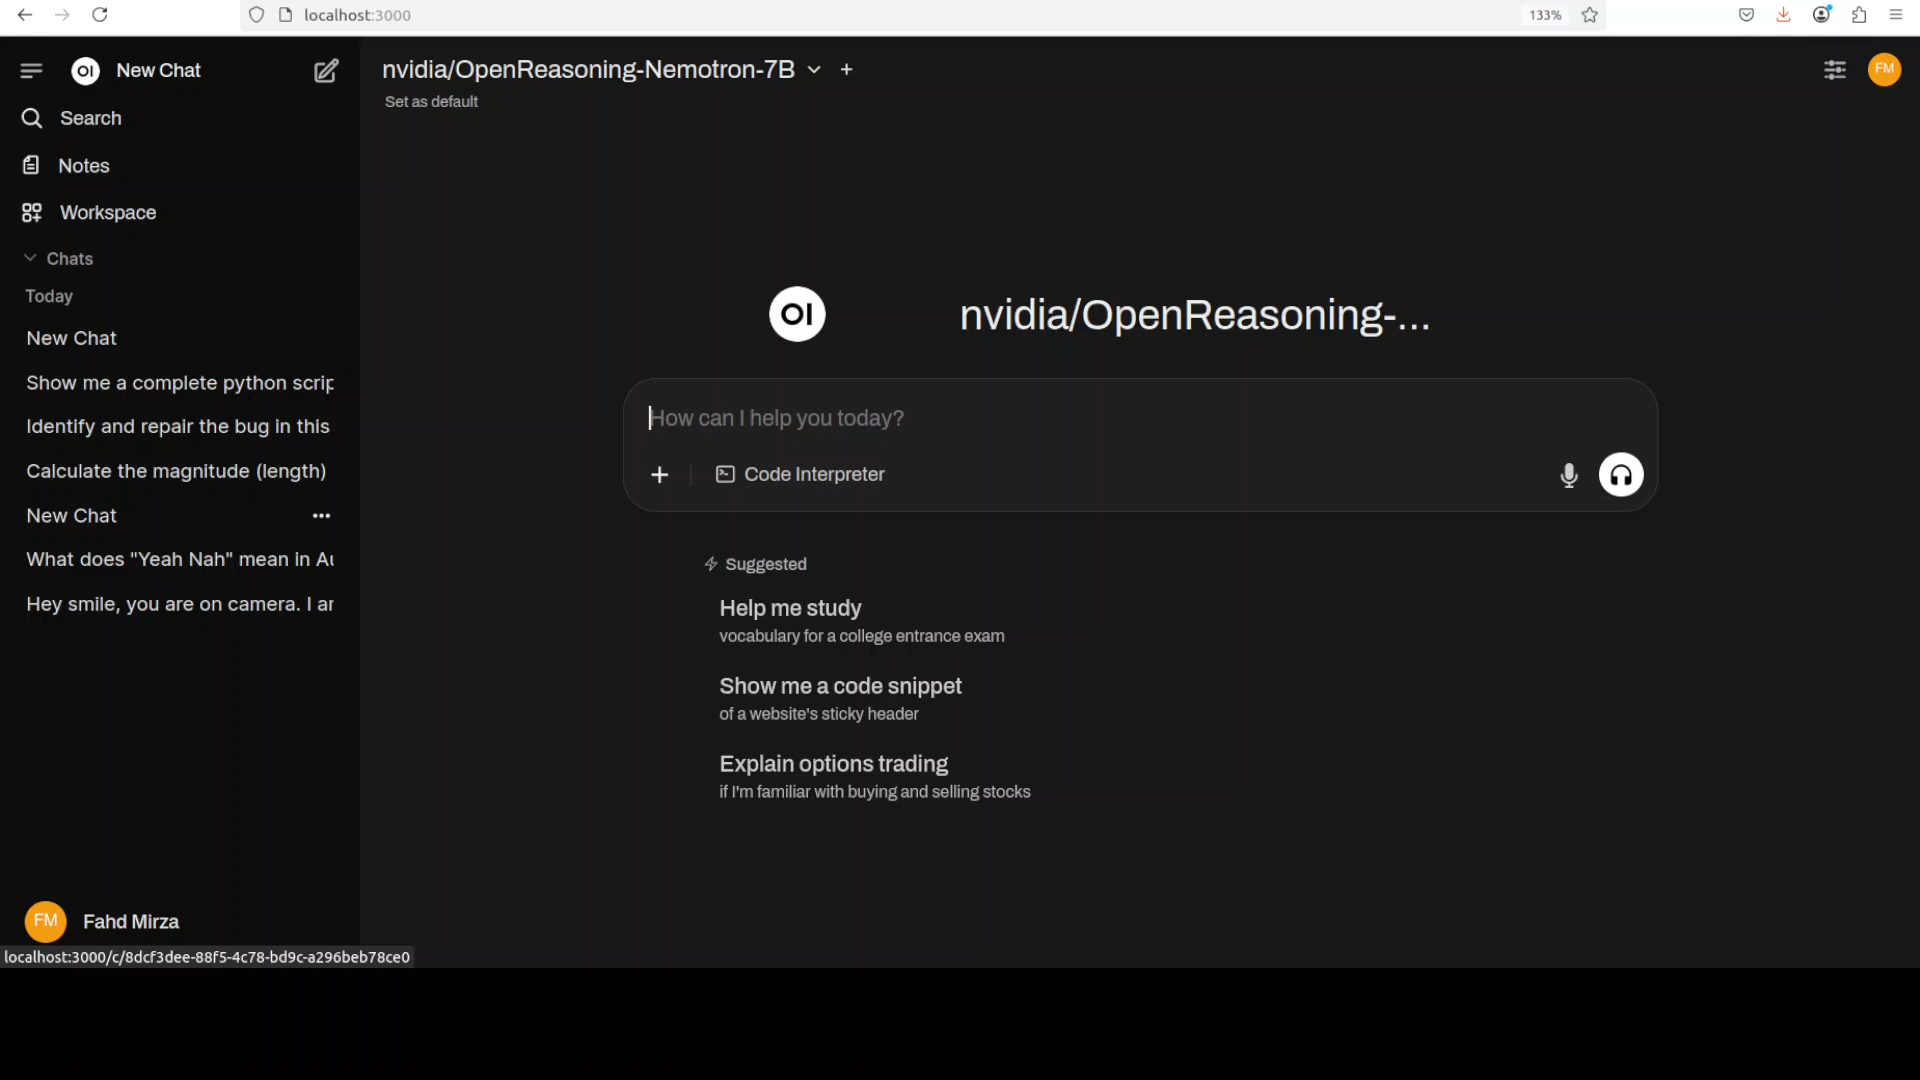 localhost:3000
133%
OI New Chat
Search
Notes
Workspace
Chats
Today
New Chat
Show me a complete python scrip
Identify and repair the bug in this
Calculate the magnitude (length)
New Chat
What does "Yeah Nah" mean in Au
Hey smile, you are on camera. I ar
FM Fahd Mirza
localhost:3000/c/8dcf3dee-88f5-4c78-bd9c-a296beb78ce0
nvidia/OpenReasoning-Nemotron-7B
Set as default
FM
OI nvidia/OpenReasoning-...
How can I help you today?
Code Interpreter
Suggested
Help me study
vocabulary for a college entrance exam
Show me a code snippet
of a website's sticky header
Explain options trading
if I'm familiar with buying and selling stocks